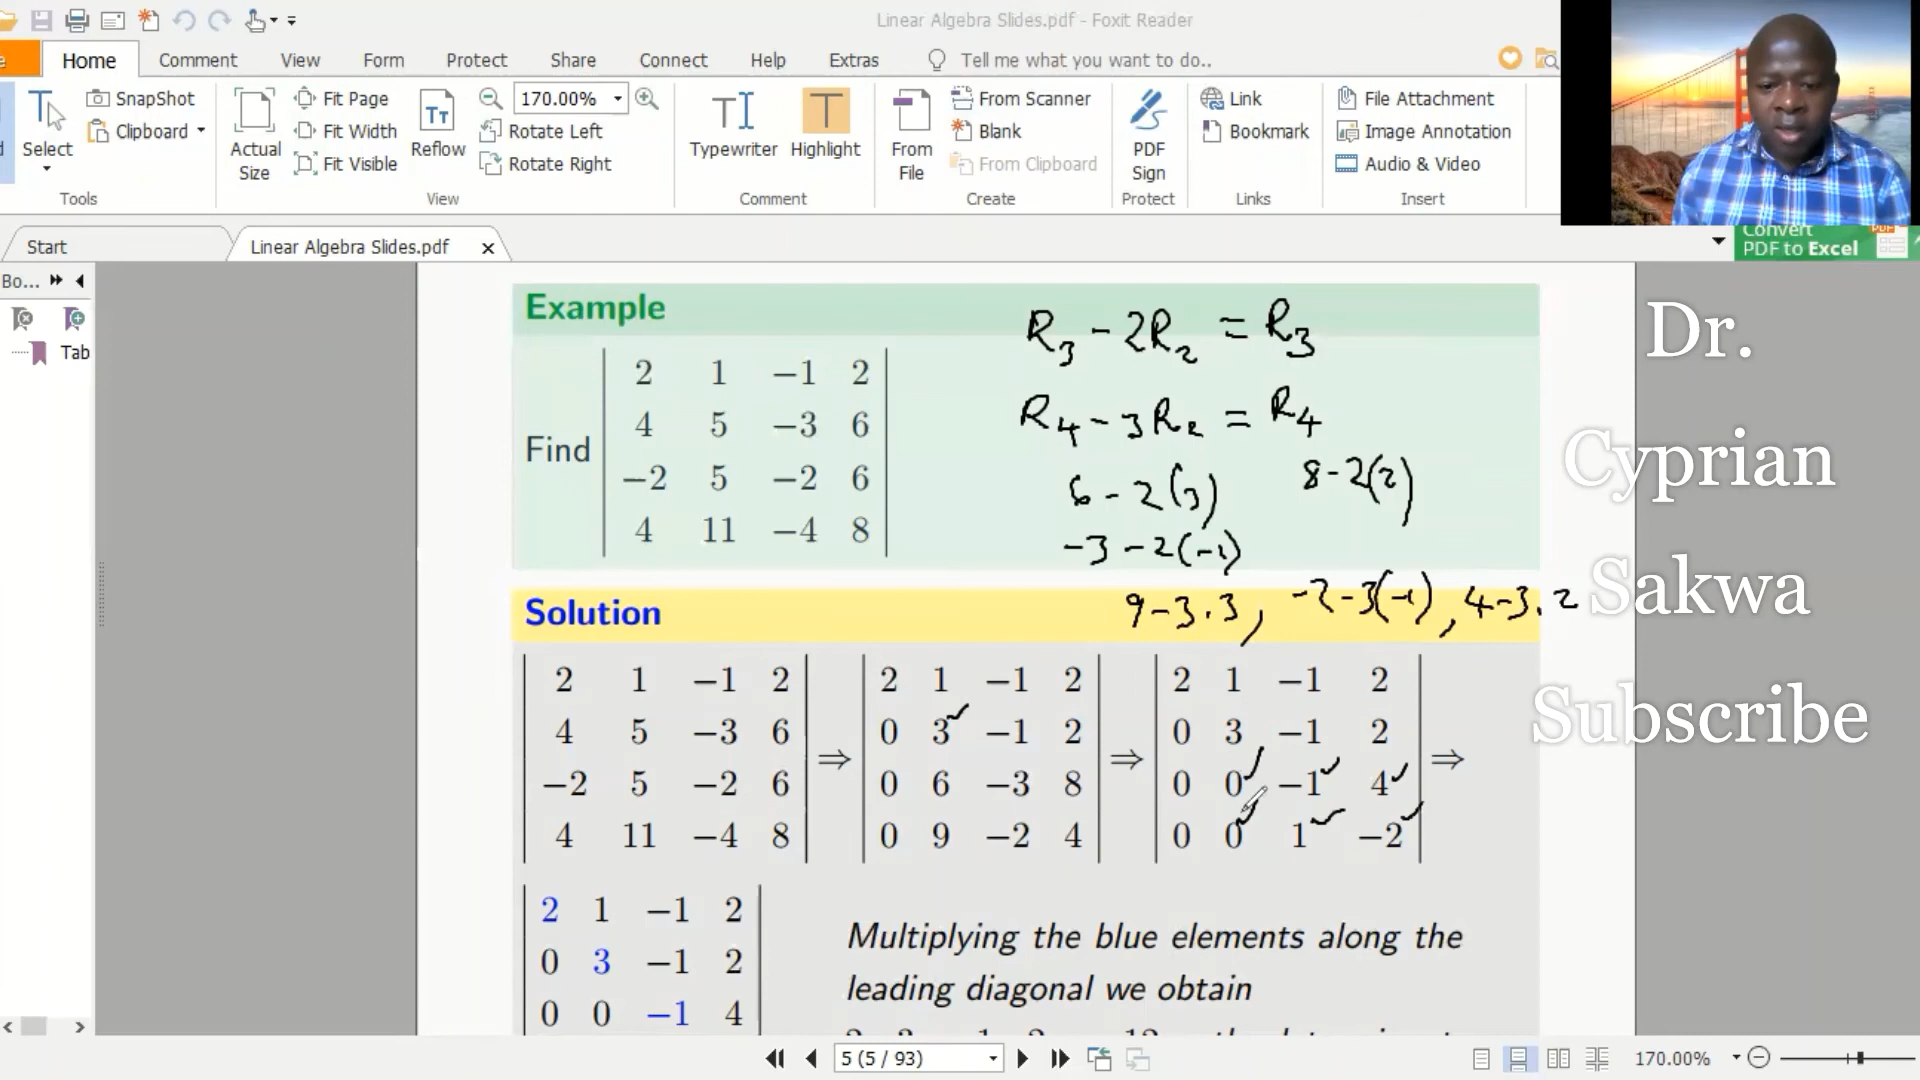 Linear Algebra Slides.pdf - Foxit Reader
Home Comment View Form Protect Share Connect Help Extras Tell me what you want to do..
Select
SnapShot
Clipboard
Tools
Actual Size
Fit Page
Fit Width
Fit Visible
Reflow
170.00%
Rotate Left
Rotate Right
View
Typewriter
Highlight
Comment
From File
From Scanner
Blank
From Clipboard
Create
PDF Sign
Protect
Link
Bookmark
Links
File Attachment
Image Annotation
Audio & Video
Insert
Start
Linear Algebra Slides.pdf
Convert
PDF to Excel
Bo...
Tab
Example
Find
2 1 −1 2
4 5 −3 6
−2 5 −2 6
4 11 −4 8
R3 - 2R2 = R3
R4 - 3R2 = R4
6 - 2(3) 8 - 2(2)
-3 - 2(-1)
9-3.3, -2-3(-1), 4-3.2
Solution
2 1 −1 2
4 5 −3 6
−2 5 −2 6
4 11 −4 8
⇒
2 1 −1 2
0 3 −1 2
0 6 −3 8
0 9 −2 4
⇒
2 1 −1 2
0 3 −1 2
0 0 −1 4
0 0 1 −2
⇒
2 1 −1 2
0 3 −1 2
0 0 −1 4
Multiplying the blue elements along the
leading diagonal we obtain
Dr.
Cyprian
Sakwa
Subscribe
5 (5 / 93)
170.00%